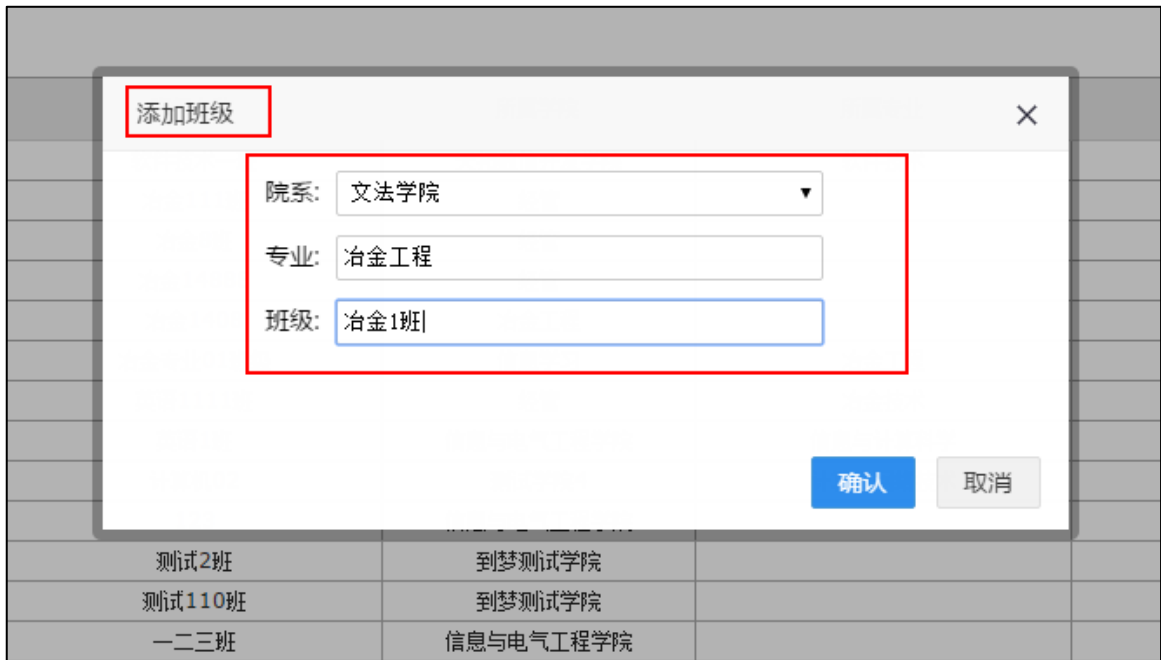 添加班级
院系: 文法学院
专业: 冶金工程
班级: 冶金1班
确认 取消
测试2班 到梦测试学院
测试110班 到梦测试学院
一二三班 信息与电气工程学院